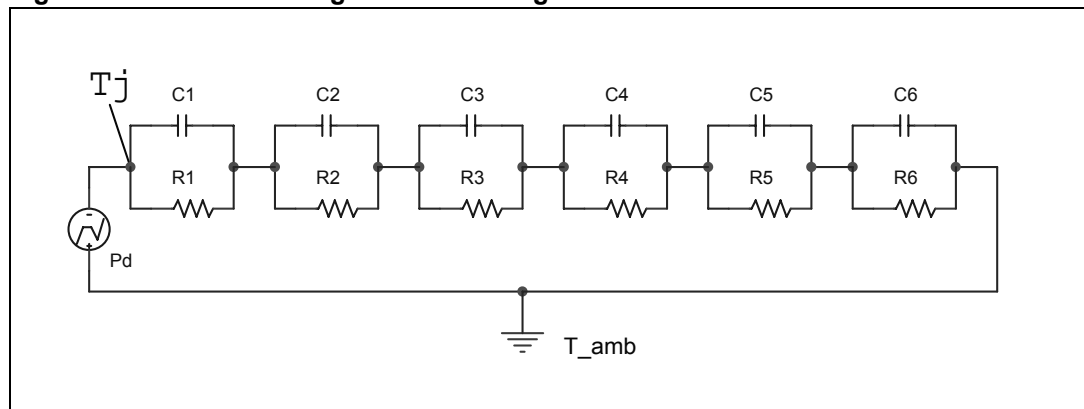 Tj
C1 C2 C3 C4 C5 C6
R1 R2 R3 R4 R5 R6
Pd
T_amb